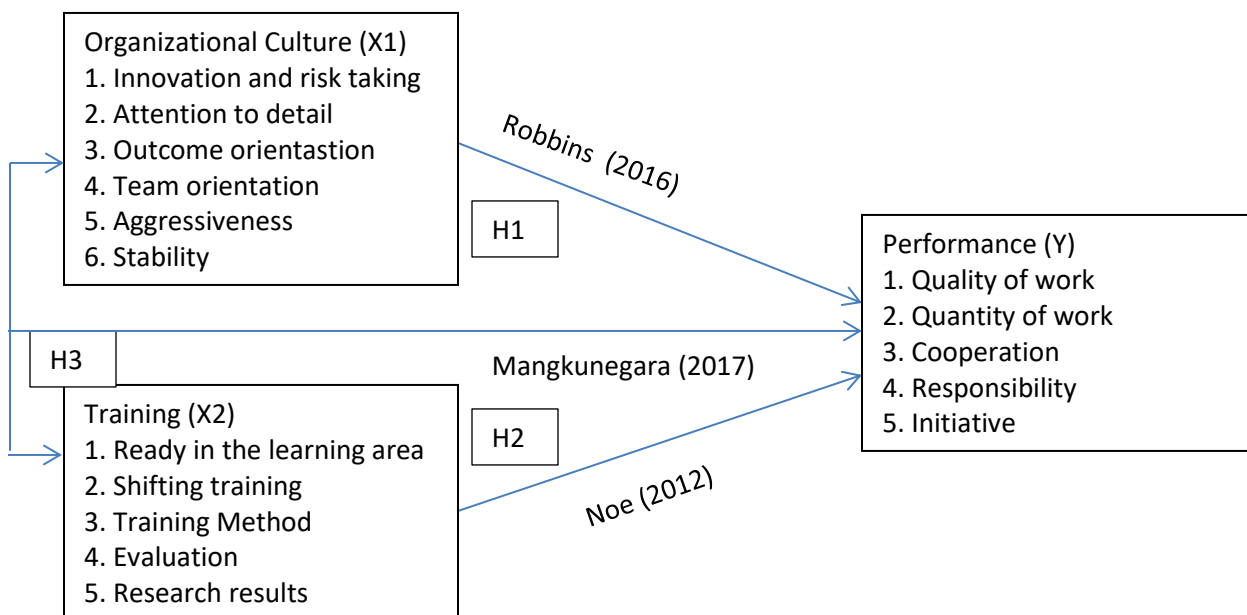 Organizational Culture (X1)
1. Innovation and risk taking
2. Attention to detail
3. Outcome orientastion
4. Team orientation
5. Aggressiveness
6. Stability
Robbins (2016)
H1
Performance (Y)
1. Quality of work
2. Quantity of work
3. Cooperation
4. Responsibility
5. Initiative
H3
Mangkunegara (2017)
Training (X2)
1. Ready in the learning area
2. Shifting training
3. Training Method
4. Evaluation
5. Research results
H2
Noe (2012)